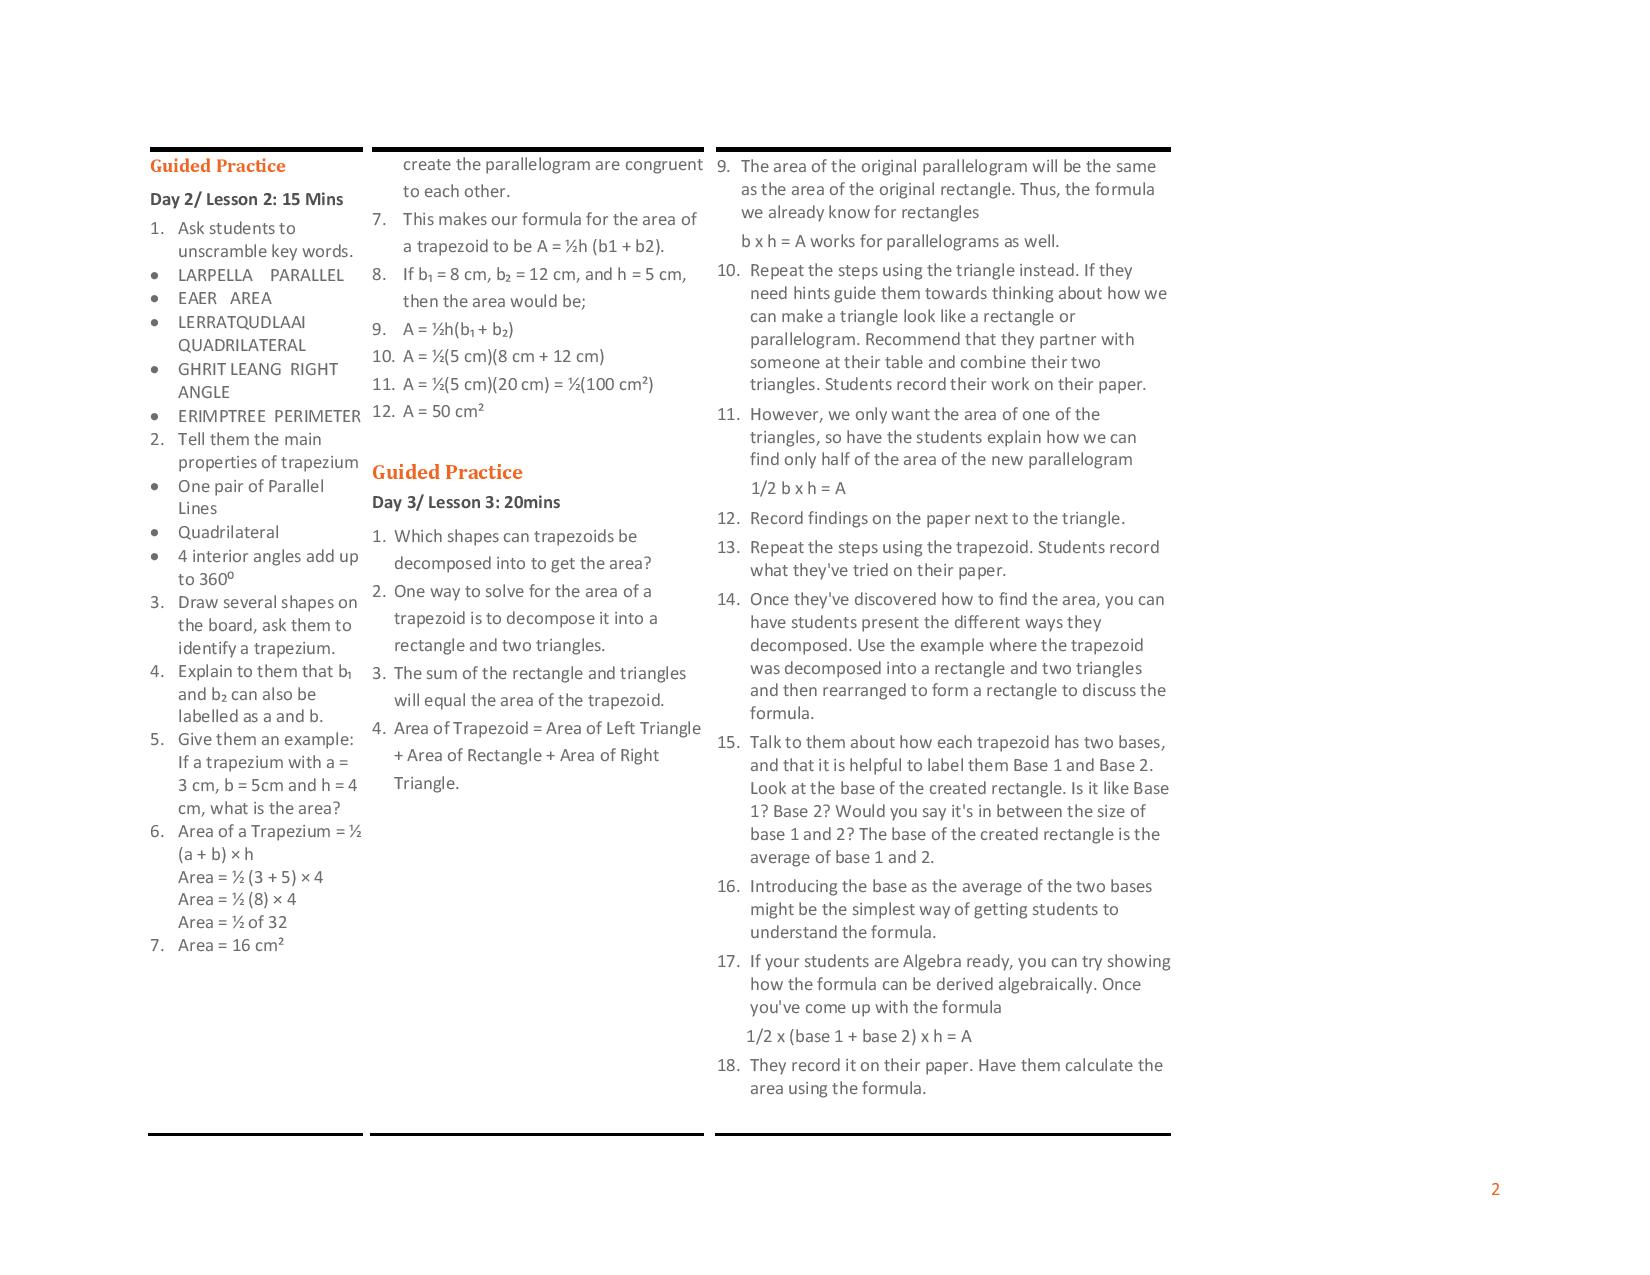 Guided Practice
Day 2/ Lesson 2: 15 Mins
1. Ask students to
unscramble key words.
• LARPELLA PARALLEL
• EAER AREA
• LERRATQUDLAAI
QUADRILATERAL
• GHRIT LEANG RIGHT
ANGLE
• ERIMPTREE PERIMETER
2. Tell them the main
properties of trapezium
• One pair of Parallel
Lines
• Quadrilateral
• 4 interior angles add up
to 360⁰
3. Draw several shapes on
the board, ask them to
identify a trapezium.
4. Explain to them that b₁
and b₂ can also be
labelled as a and b.
5. Give them an example:
If a trapezium with a =
3 cm, b = 5cm and h = 4
cm, what is the area?
6. Area of a Trapezium = ½
(a + b) × h
Area = ½ (3 + 5) × 4
Area = ½ (8) × 4
Area = ½ of 32
7. Area = 16 cm²
create the parallelogram are congruent
to each other.
7. This makes our formula for the area of
a trapezoid to be A = ½h (b1 + b2).
8. If b₁ = 8 cm, b₂ = 12 cm, and h = 5 cm,
then the area would be;
9. A = ½h(b₁ + b₂)
10. A = ½(5 cm)(8 cm + 12 cm)
11. A = ½(5 cm)(20 cm) = ½(100 cm²)
12. A = 50 cm²
Guided Practice
Day 3/ Lesson 3: 20mins
1. Which shapes can trapezoids be
decomposed into to get the area?
2. One way to solve for the area of a
trapezoid is to decompose it into a
rectangle and two triangles.
3. The sum of the rectangle and triangles
will equal the area of the trapezoid.
4. Area of Trapezoid = Area of Left Triangle
+ Area of Rectangle + Area of Right
Triangle.
9. The area of the original parallelogram will be the same
as the area of the original rectangle. Thus, the formula
we already know for rectangles
b x h = A works for parallelograms as well.
10. Repeat the steps using the triangle instead. If they
need hints guide them towards thinking about how we
can make a triangle look like a rectangle or
parallelogram. Recommend that they partner with
someone at their table and combine their two
triangles. Students record their work on their paper.
11. However, we only want the area of one of the
triangles, so have the students explain how we can
find only half of the area of the new parallelogram
1/2 b x h = A
12. Record findings on the paper next to the triangle.
13. Repeat the steps using the trapezoid. Students record
what they've tried on their paper.
14. Once they've discovered how to find the area, you can
have students present the different ways they
decomposed. Use the example where the trapezoid
was decomposed into a rectangle and two triangles
and then rearranged to form a rectangle to discuss the
formula.
15. Talk to them about how each trapezoid has two bases,
and that it is helpful to label them Base 1 and Base 2.
Look at the base of the created rectangle. Is it like Base
1? Base 2? Would you say it's in between the size of
base 1 and 2? The base of the created rectangle is the
average of base 1 and 2.
16. Introducing the base as the average of the two bases
might be the simplest way of getting students to
understand the formula.
17. If your students are Algebra ready, you can try showing
how the formula can be derived algebraically. Once
you've come up with the formula
1/2 x (base 1 + base 2) x h = A
18. They record it on their paper. Have them calculate the
area using the formula.
2